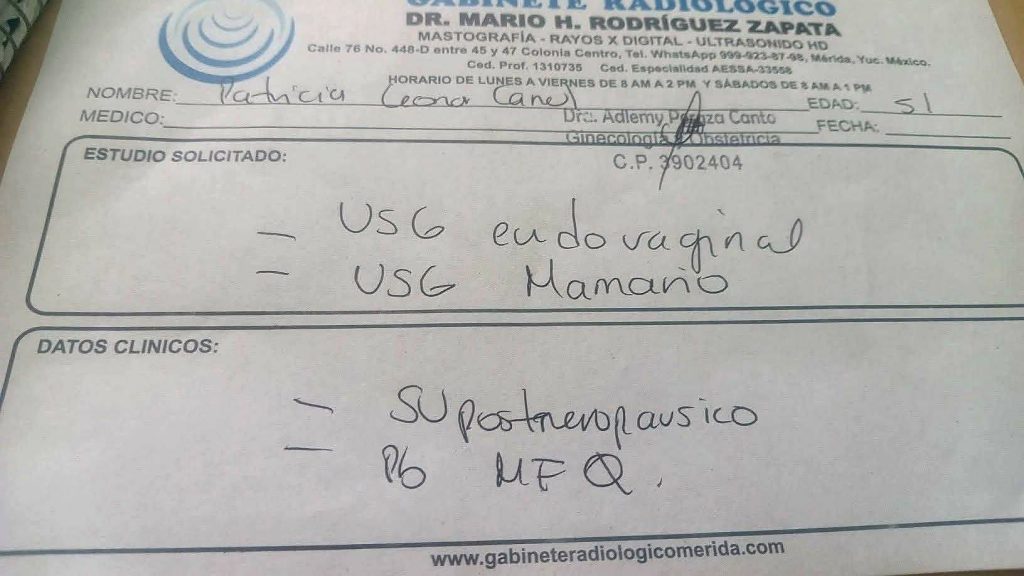 GABINETE RADIOLÓGICO
DR. MARIO H. RODRÍGUEZ ZAPATA
MASTOGRAFÍA - RAYOS X DIGITAL - ULTRASONIDO HD
Calle 76 No. 448-D entre 45 y 47 Colonia Centro, Tel. WhatsApp 999-923-87-98, Mérida, Yuc. México.
Ced. Prof. 1310735 Ced. Especialidad AESSA-33558
HORARIO DE LUNES A VIERNES DE 8 AM A 2 PM Y SÁBADOS DE 8 AM A 1 PM
NOMBRE: Patricia Leonor Canel EDAD: 51
MEDICO: Dra. Adlemy Peraza Canto FECHA:
Ginecología Obstetricia
C.P. 3902404
ESTUDIO SOLICITADO:
- USG endovaginal
- USG Mamario
DATOS CLINICOS:
- SU postmenopausico
- Pb MFQ.
www.gabineteradiologicomerida.com